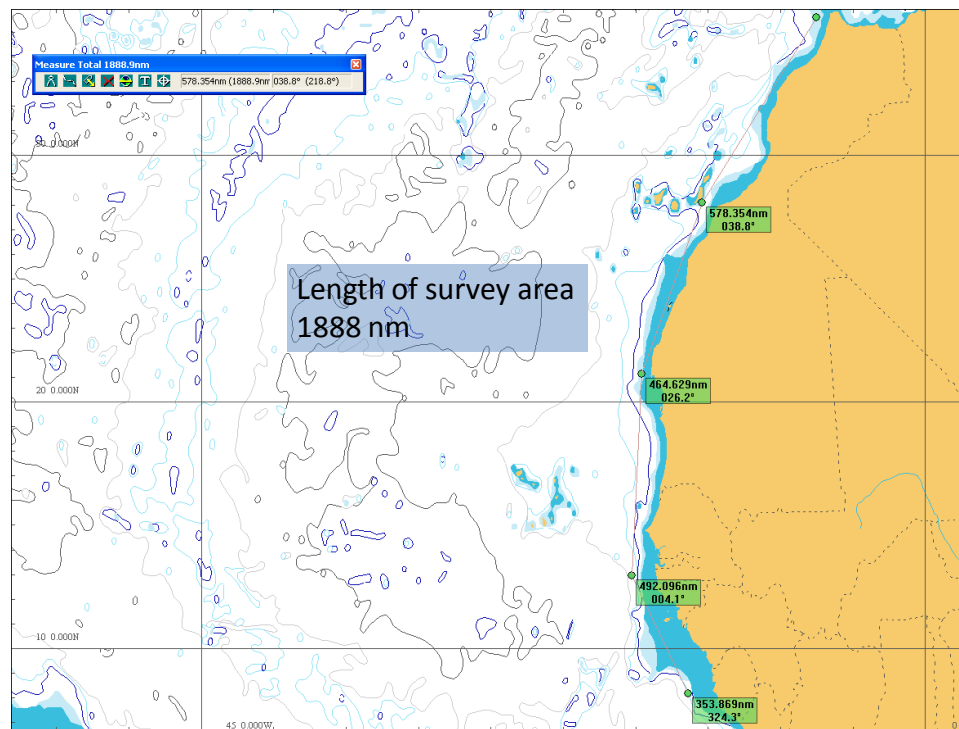 Measure Total 1888.9nm
578.354nm (1888.9nm 038.8° (218.8°)
578.354nm
038.8°
Length of survey area
1888 nm
464.629nm
026.2°
20 0.000N
492.096nm
004.1°
10 0.000N
353.869nm
324.3°
45 0.000W
0